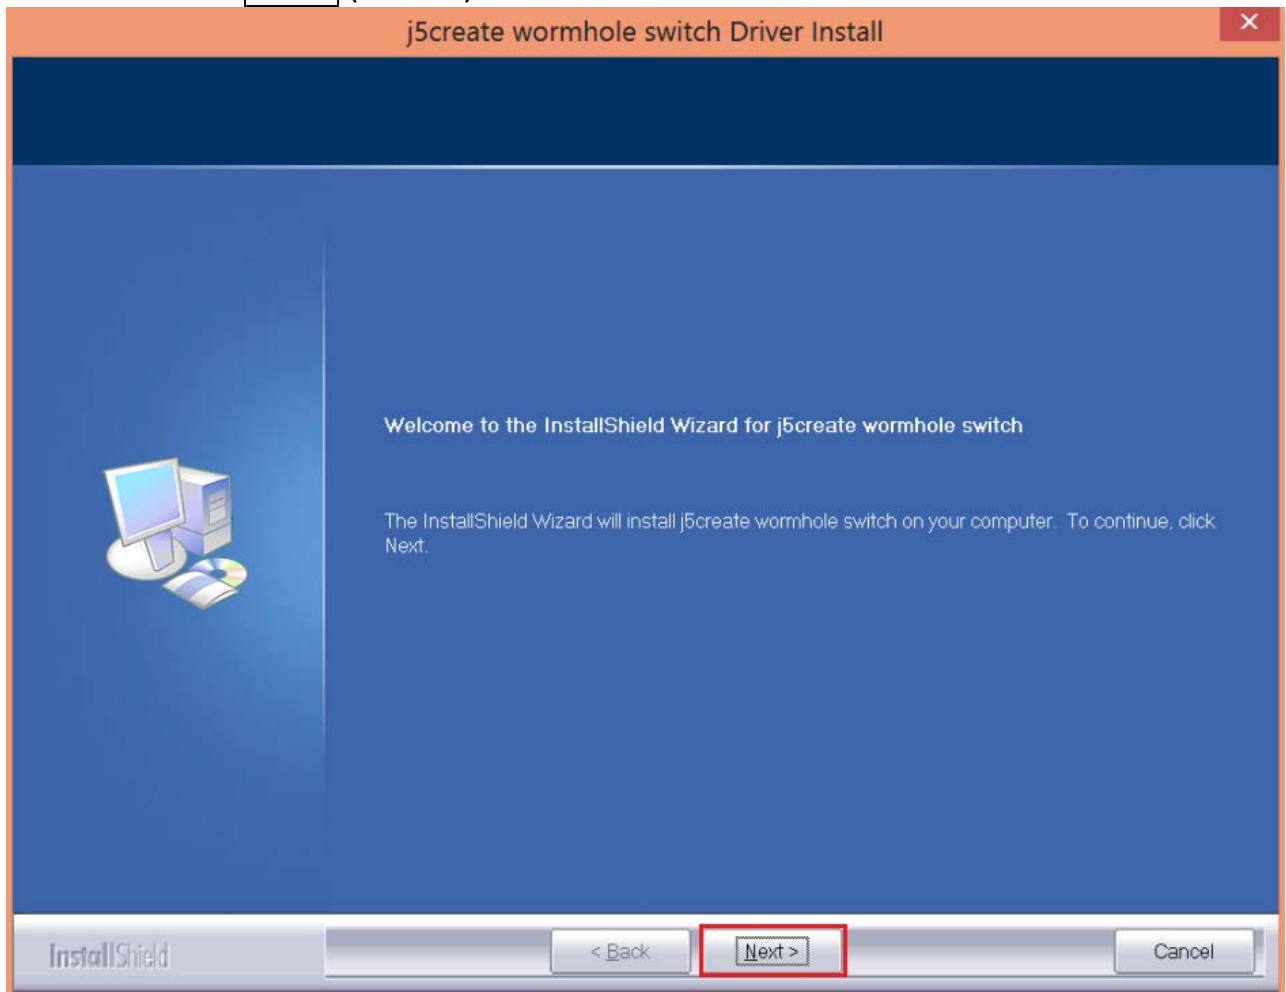 j5create wormhole switch Driver Install
Welcome to the InstallShield Wizard for j5create wormhole switch
The InstallShield Wizard will install j5create wormhole switch on your computer. To continue, click
Next.
InstallShield
< Back
Next >
Cancel